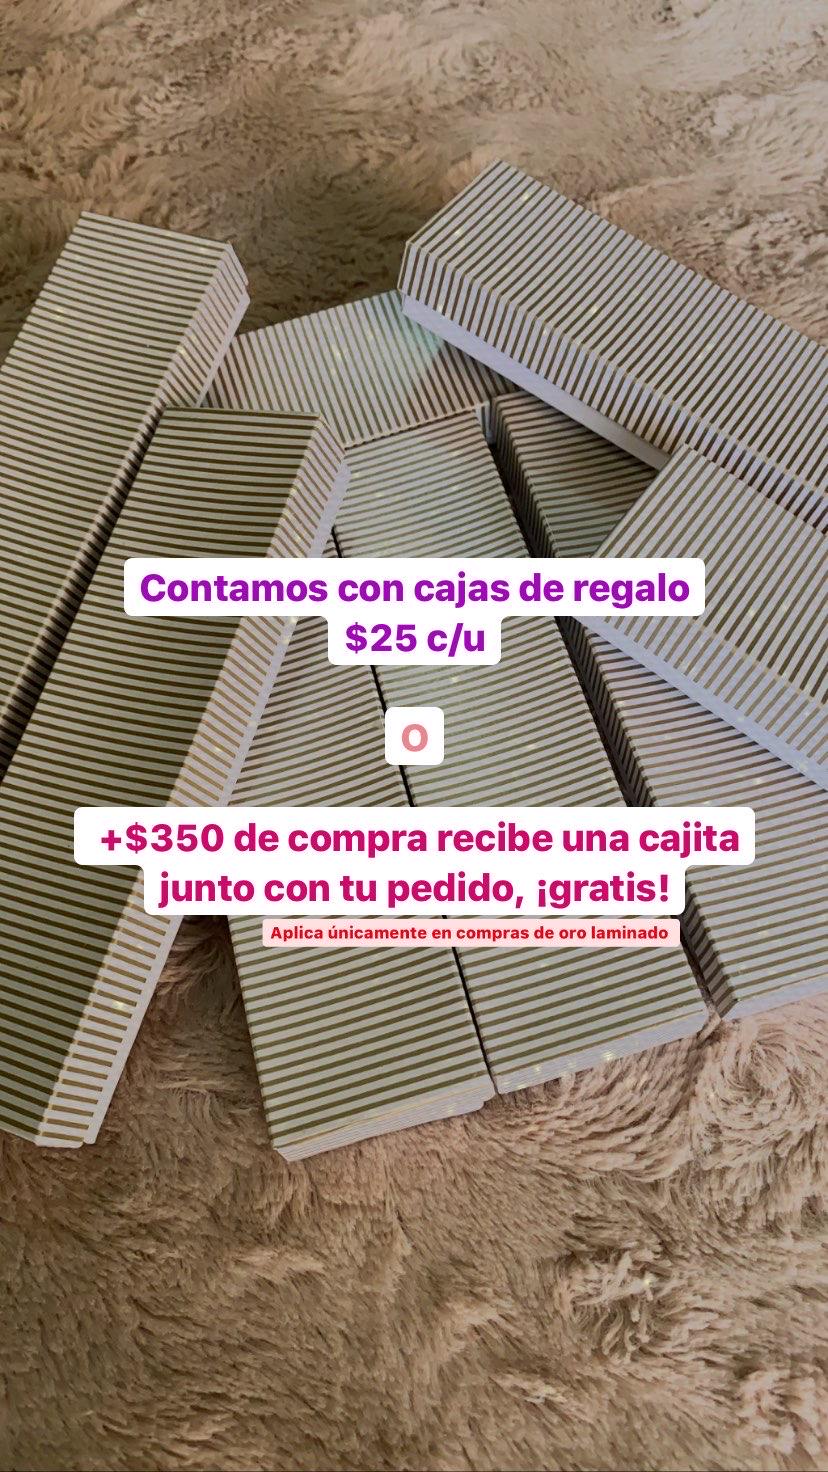 Contamos con cajas de regalo
$25 c/u
O
+$350 de compra recibe una cajita
junto con tu pedido, ¡gratis!
Aplica únicamente en compras de oro laminado